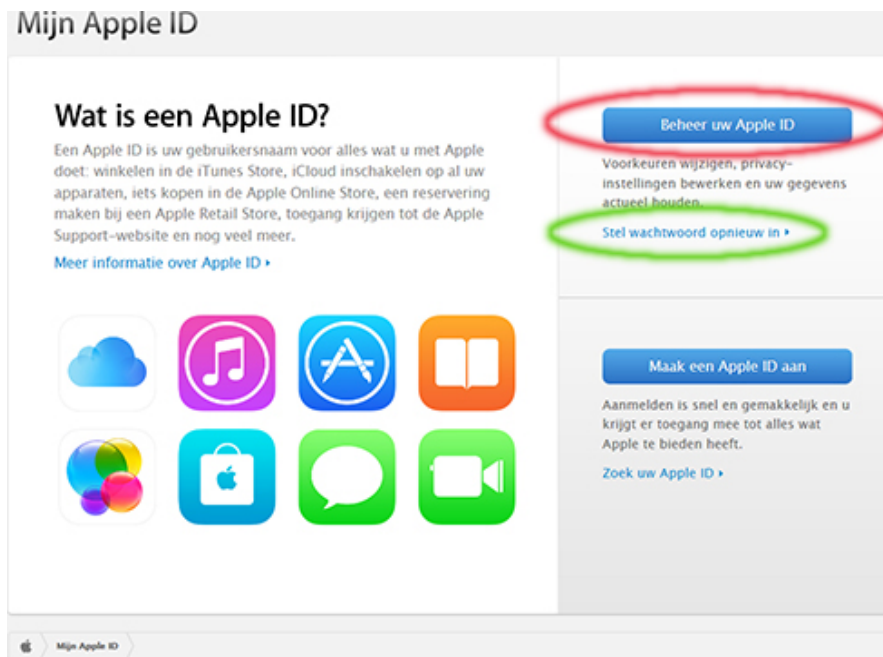 Mijn Apple ID
Wat is een Apple ID?
Een Apple ID is uw gebruikersnaam voor alles wat u met Apple
doet: winkelen in de iTunes Store, iCloud inschakelen op al uw
apparaten, iets kopen in de Apple Online Store, een reservering
maken bij een Apple Retail Store, toegang krijgen tot de Apple
Support-website en nog veel meer.
Meer informatie over Apple ID ▸
Beheer uw Apple ID
Voorkeuren wijzigen, privacy-
instellingen bewerken en uw gegevens
actueel houden.
Stel wachtwoord opnieuw in ▸
Maak een Apple ID aan
Aanmelden is snel en gemakkelijk en u
krijgt er toegang mee tot alles wat
Apple te bieden heeft.
Zoek uw Apple ID ▸
Mijn Apple ID